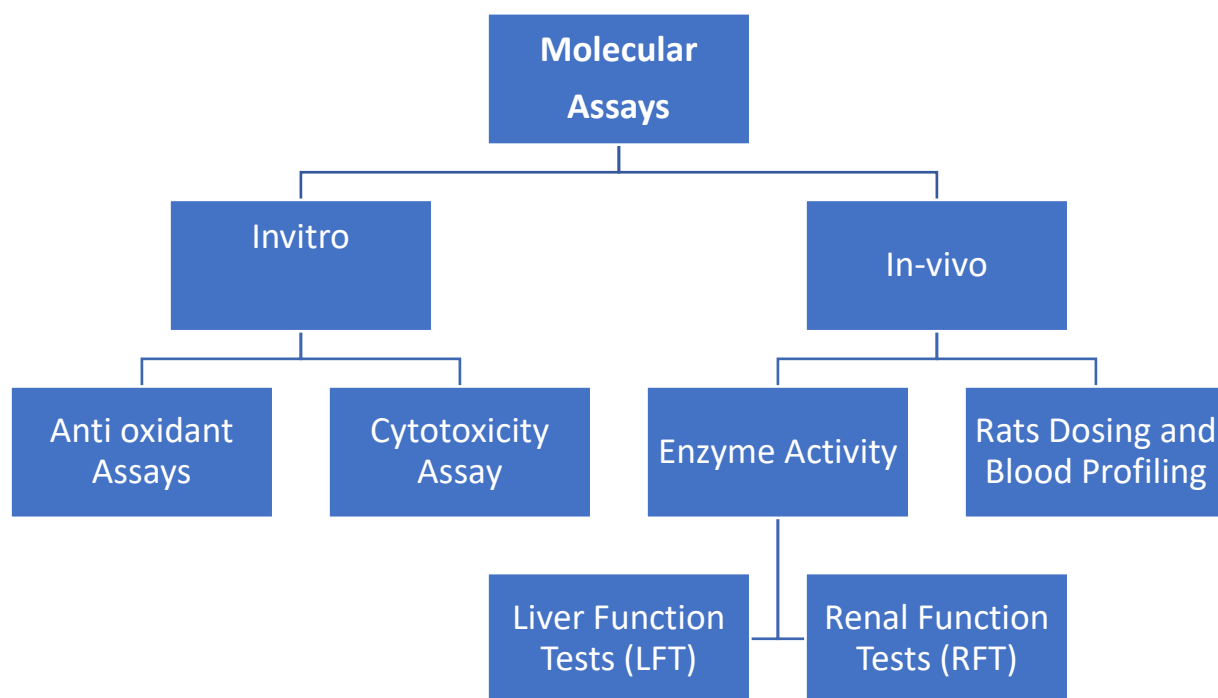 Molecular
Assays
Invitro
In-vivo
Anti oxidant
Assays
Cytotoxicity
Assay
Enzyme Activity
Rats Dosing and
Blood Profiling
Liver Function
Tests (LFT)
Renal Function
Tests (RFT)